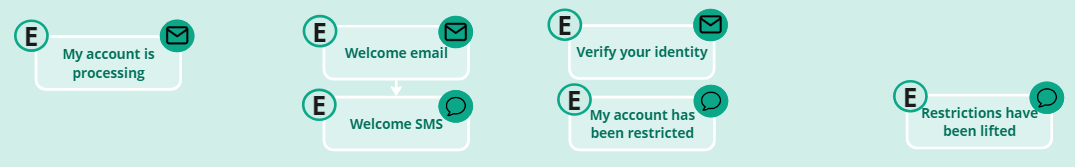 E
My account is
processing
E
Welcome email
E
Welcome SMS
E
Verify your identity
E
My account has
been restricted
E
Restrictions have
been lifted